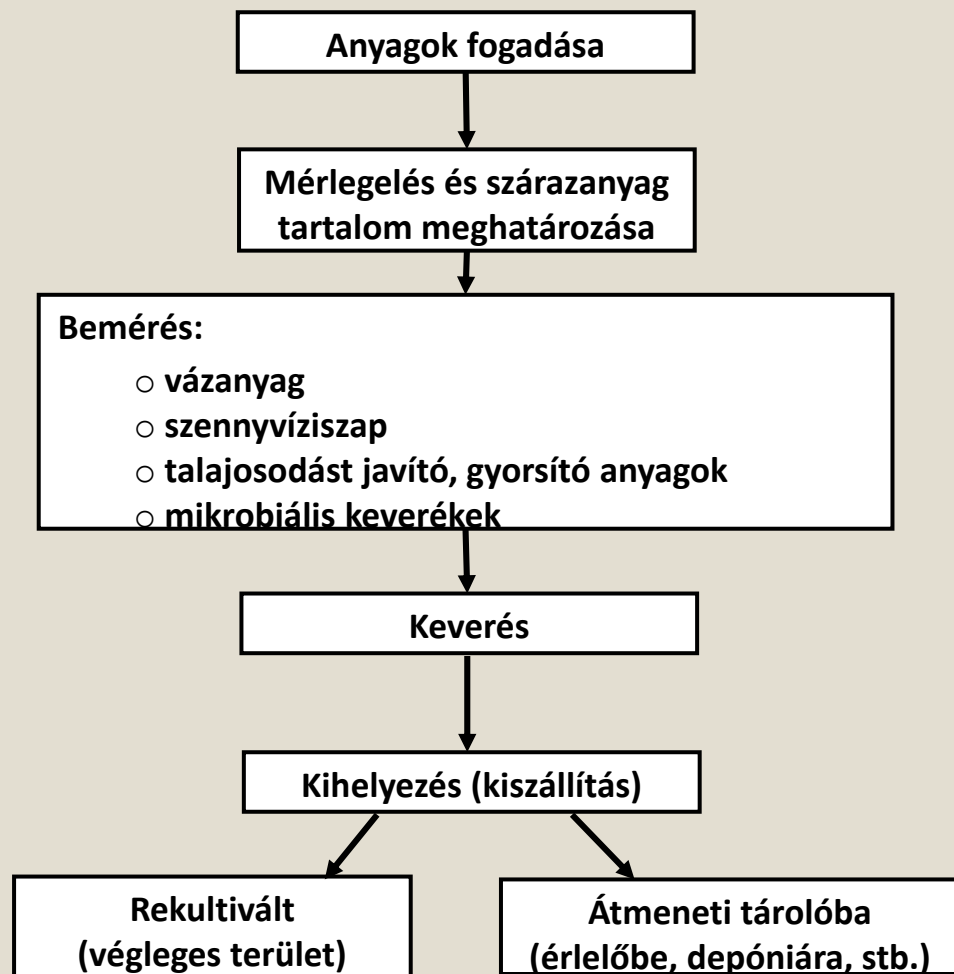 Anyagok fogadása
Mérlegelés és szárazanyag
tartalom meghatározása
Bemérés:
○ vázanyag
○ szennyvíziszap
○ talajosodást javító, gyorsító anyagok
○ mikrobiális keverékek
Keverés
Kihelyezés (kiszállítás)
Rekultivált
(végleges terület)
Átmeneti tárolóba
(érlelőbe, depóniára, stb.)